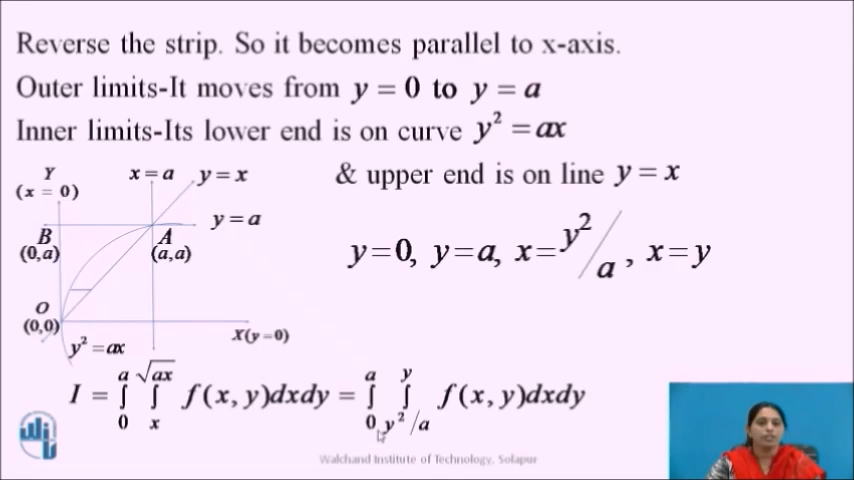 Reverse the strip. So it becomes parallel to x-axis.
Outer limits-It moves from y = 0 to y = a
Inner limits-Its lower end is on curve y² = ax
& upper end is on line y = x
Y
(x = 0)
x = a
y = x
y = a
B
(0,a)
A
(a,a)
O
(0,0)
X(y=0)
y² = ax
y=0, y=a, x=y²/a, x=y
I = ∫₀ᵃ ∫ₓ^√ax f(x, y)dxdy = ∫₀ᵃ ∫_y²/a^y f(x, y)dxdy
Walchand Institute of Technology, Solapur